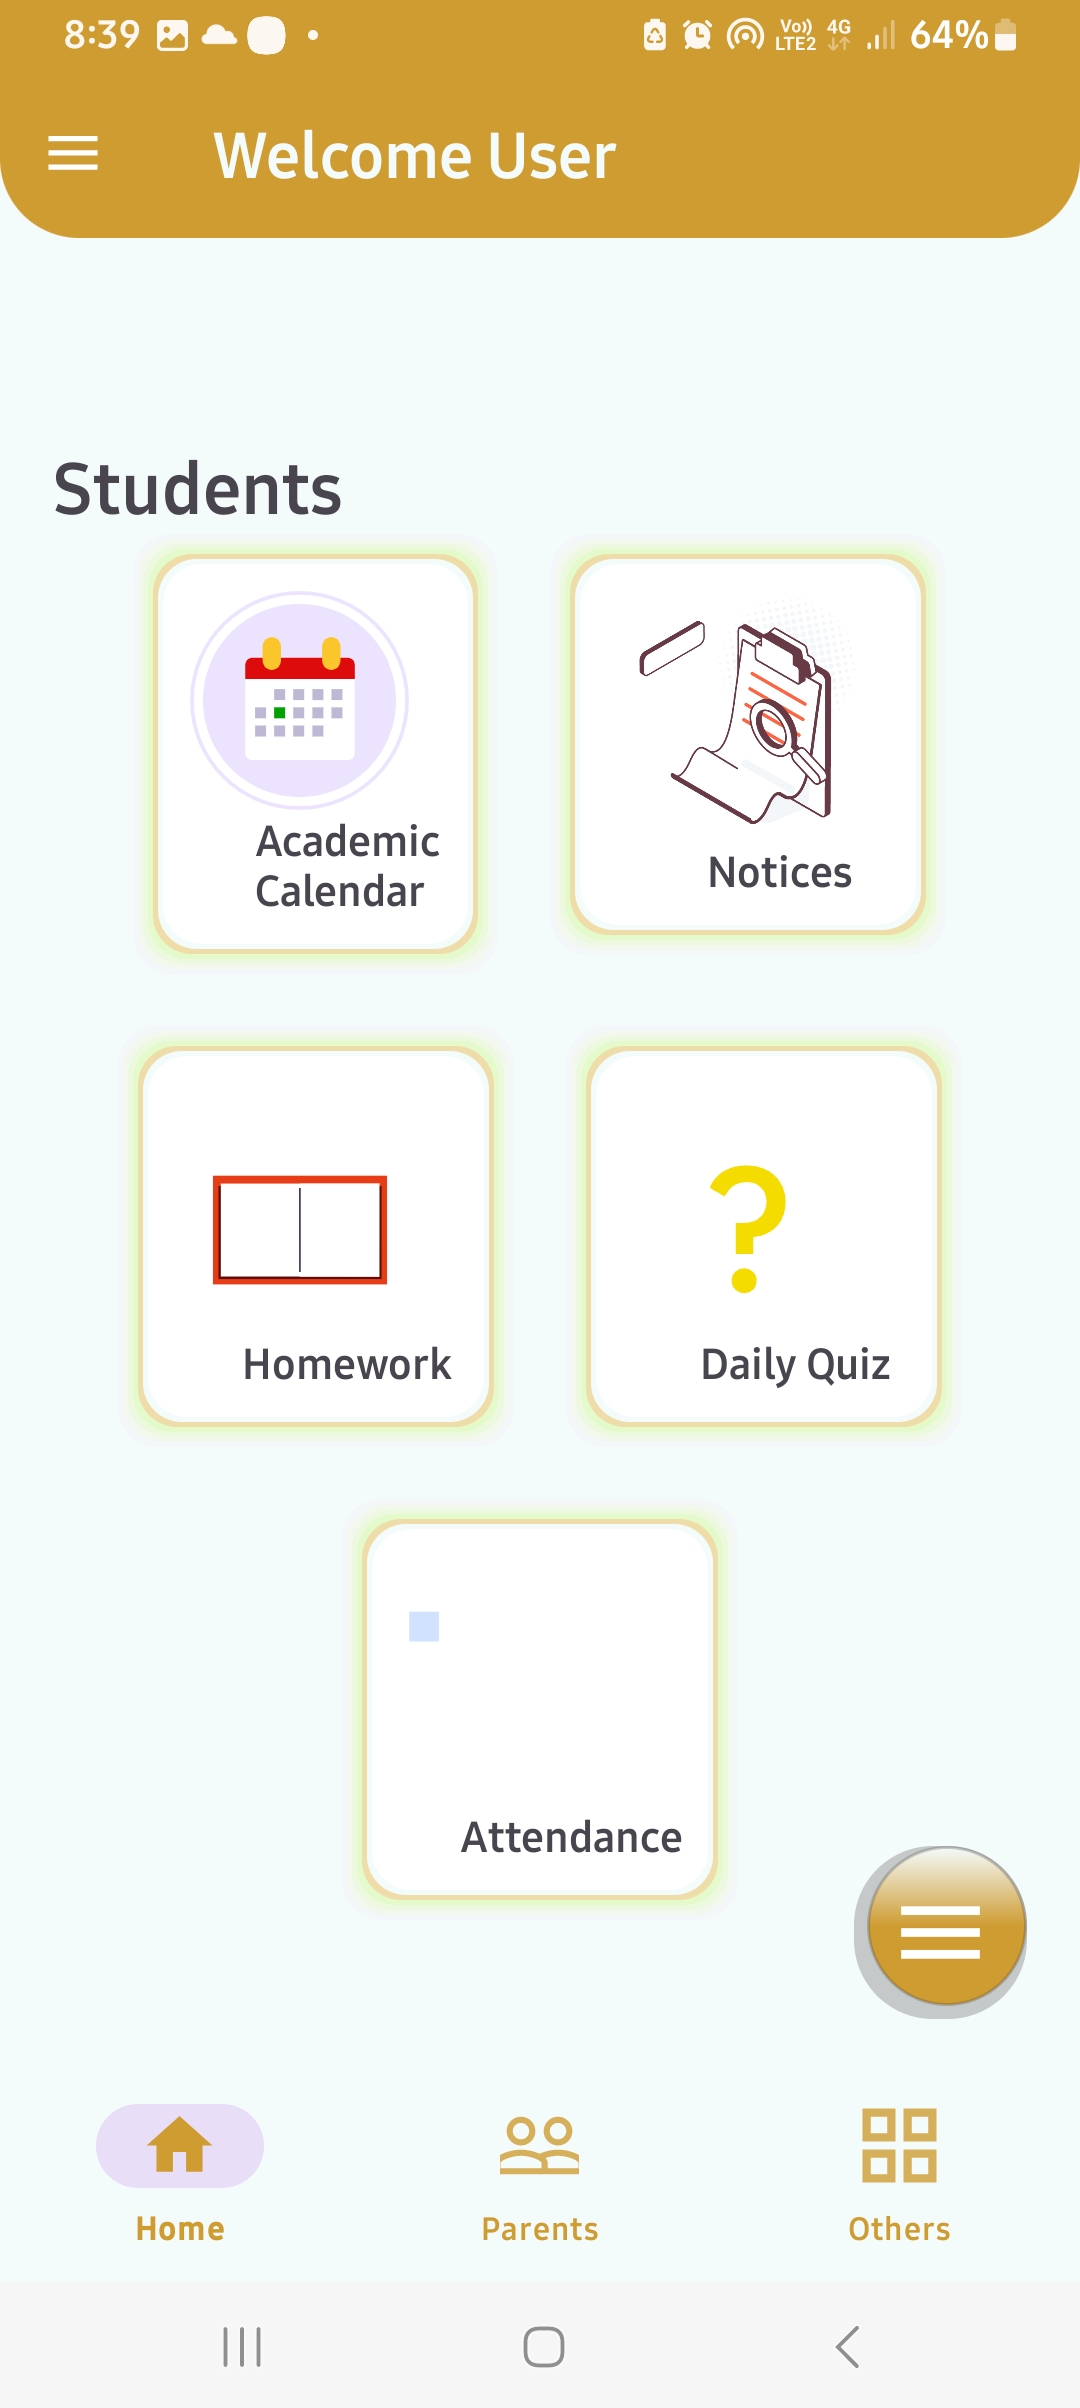 8:39
Vo))
LTE2
4G
64%
Welcome User
Students
Academic
Calendar
Notices
Homework
Daily Quiz
Attendance
Home
Parents
Others